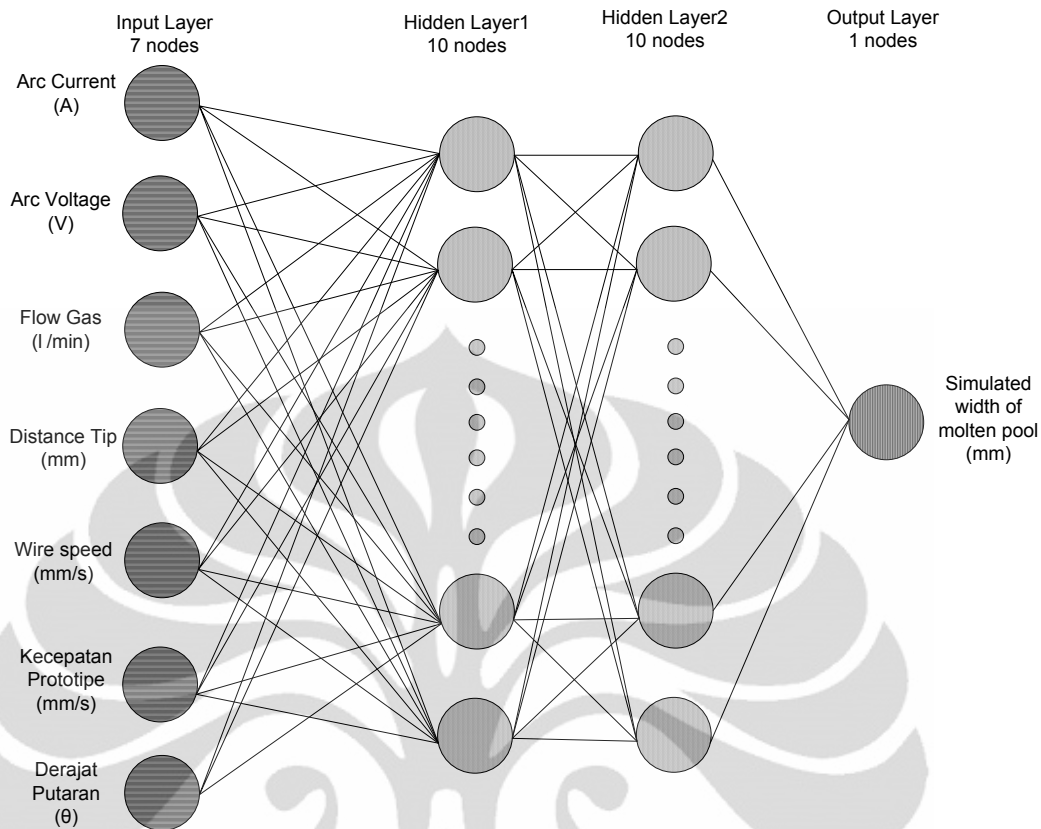 Input Layer
7 nodes
Hidden Layer1
10 nodes
Hidden Layer2
10 nodes
Output Layer
1 nodes
Arc Current
(A)
Arc Voltage
(V)
Flow Gas
(l /min)
Distance Tip
(mm)
Wire speed
(mm/s)
Kecepatan
Prototipe
(mm/s)
Derajat
Putaran
(θ)
Simulated
width of
molten pool
(mm)